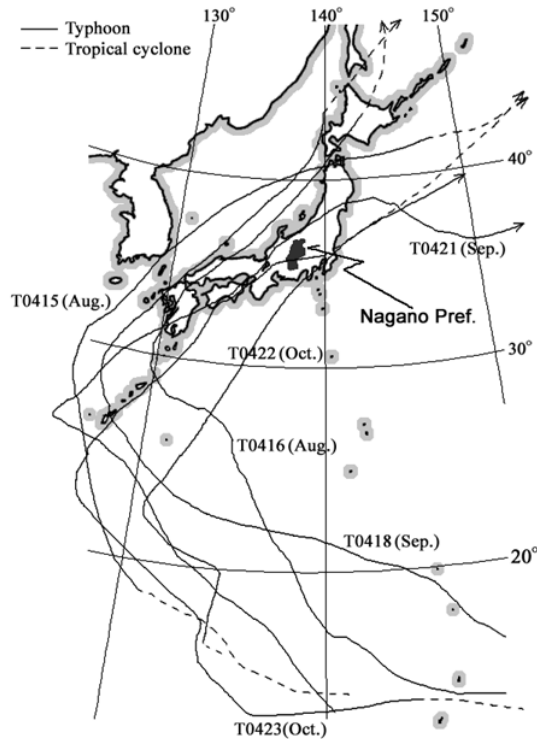 Typhoon
Tropical cyclone
130°
140°
150°
40°
T0421(Sep.)
T0415(Aug.)
Nagano Pref.
T0422(Oct.)
30°
T0416(Aug.)
T0418(Sep.)
20°
T0423(Oct.)